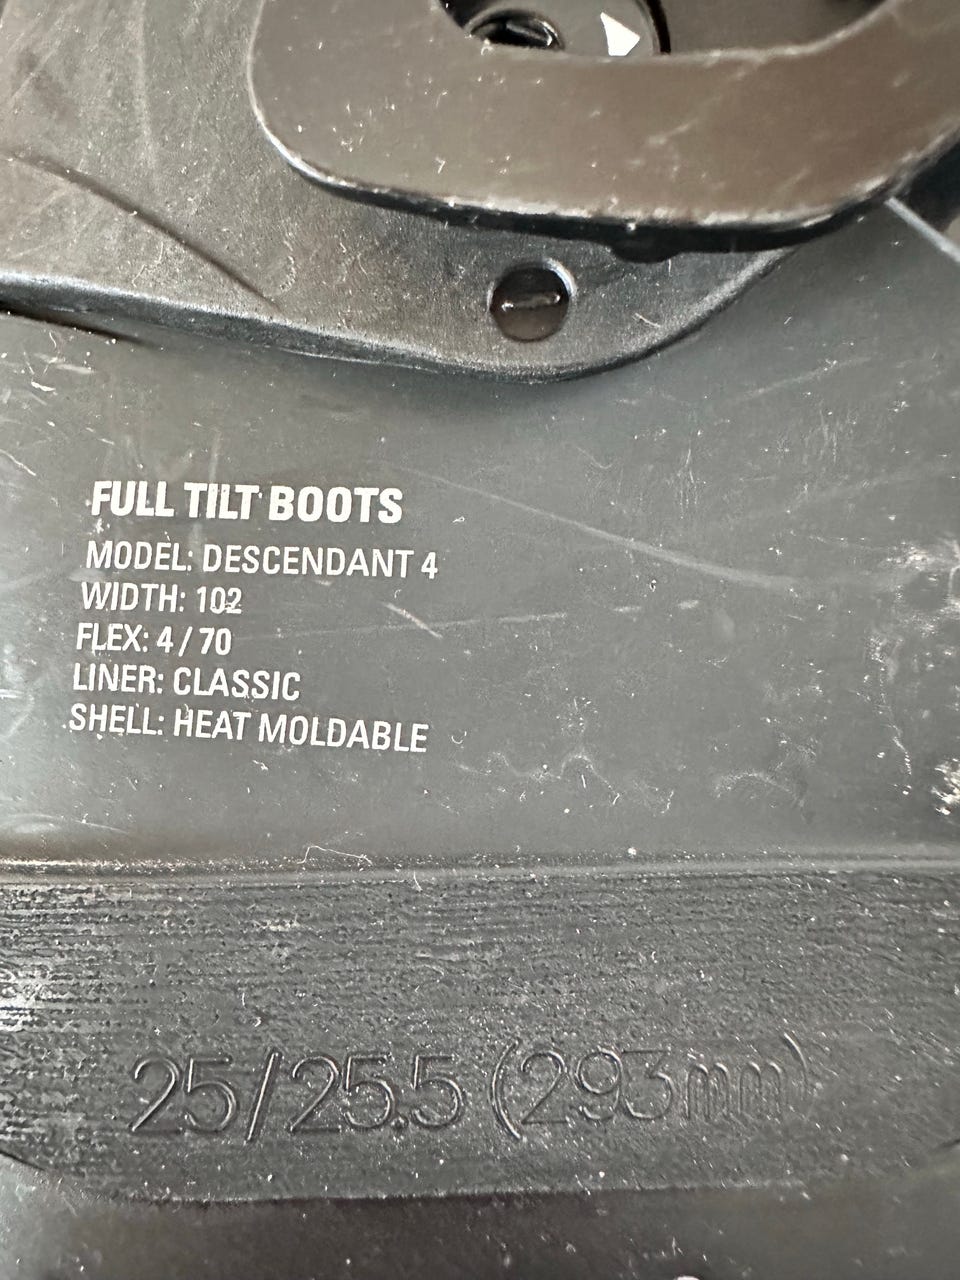 FULL TILT BOOTS
MODEL: DESCENDANT 4
WIDTH: 102
FLEX: 4 / 70
LINER: CLASSIC
SHELL: HEAT MOLDABLE
25/25.5 (293mm)